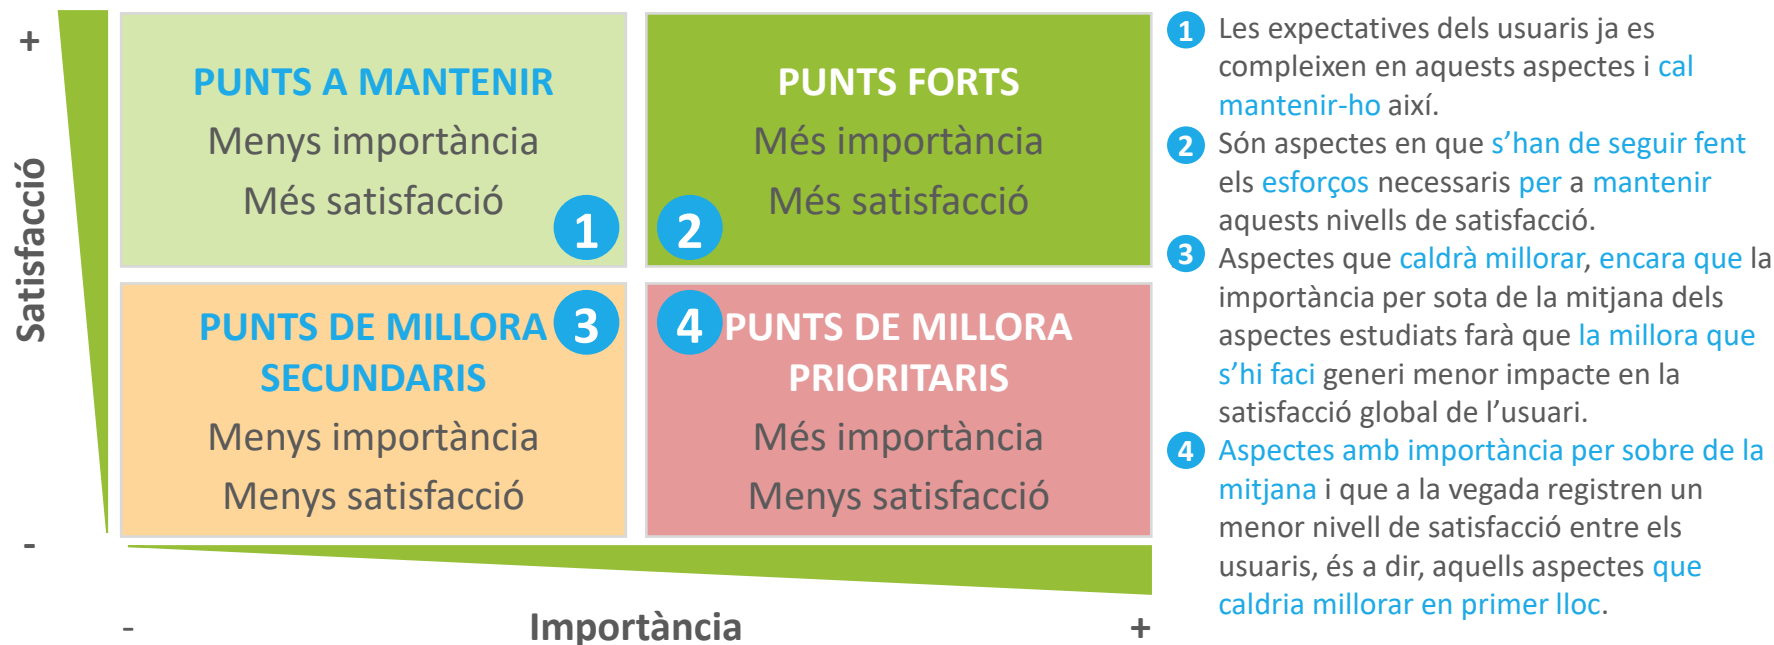 +
Satisfacció
-
PUNTS A MANTENIR
Menys importància
Més satisfacció
1
PUNTS FORTS
Més importància
Més satisfacció
2
PUNTS DE MILLORA
SECUNDARIS
Menys importància
Menys satisfacció
3
PUNTS DE MILLORA
PRIORITARIS
Més importància
Menys satisfacció
4
-
Importància
+
1 Les expectatives dels usuaris ja es
compleixen en aquests aspectes i cal
mantenir-ho així.
2 Són aspectes en que s’han de seguir fent
els esforços necessaris per a mantenir
aquests nivells de satisfacció.
3 Aspectes que caldrà millorar, encara que la
importància per sota de la mitjana dels
aspectes estudiats farà que la millora que
s’hi faci generi menor impacte en la
satisfacció global de l’usuari.
4 Aspectes amb importància per sobre de la
mitjana i que a la vegada registren un
menor nivell de satisfacció entre els
usuaris, és a dir, aquells aspectes que
caldria millorar en primer lloc.